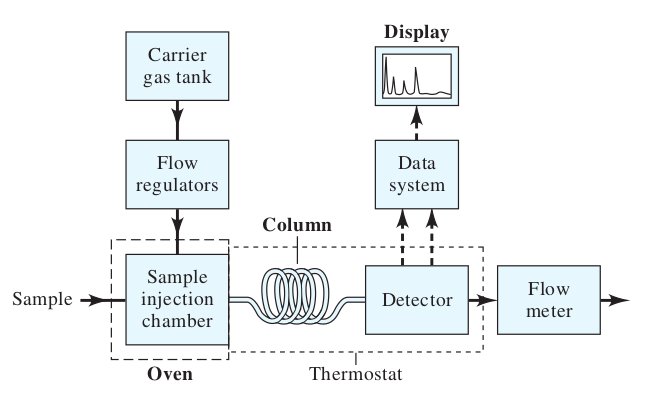 Display
Carrier
gas tank
Flow
regulators
Data
system
Column
Sample
Sample
injection
chamber
Detector
Flow
meter
Oven
Thermostat